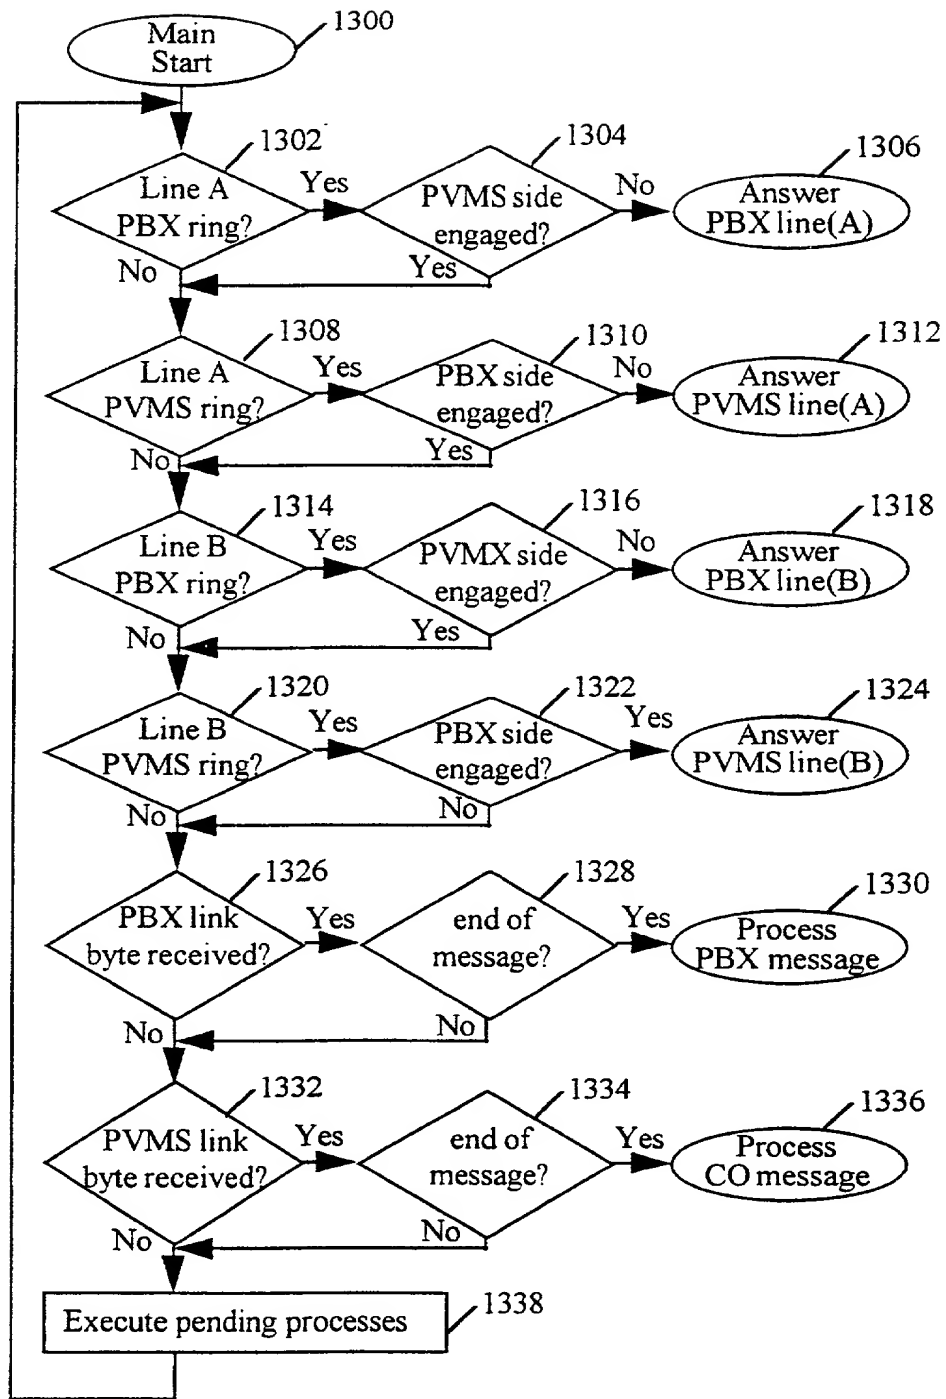 Main
Start
1300
1302
Line A
PBX ring?
Yes
No
1304
PVMS side
engaged?
No
Yes
1306
Answer
PBX line(A)
1308
Line A
PVMS ring?
Yes
No
1310
PBX side
engaged?
No
Yes
1312
Answer
PVMS line(A)
1314
Line B
PBX ring?
Yes
No
1316
PVMX side
engaged?
No
Yes
1318
Answer
PBX line(B)
1320
Line B
PVMS ring?
Yes
No
1322
PBX side
engaged?
Yes
No
1324
Answer
PVMS line(B)
1326
PBX link
byte received?
Yes
No
1328
end of
message?
Yes
No
1330
Process
PBX message
1332
PVMS link
byte received?
Yes
No
1334
end of
message?
Yes
No
1336
Process
CO message
Execute pending processes
1338